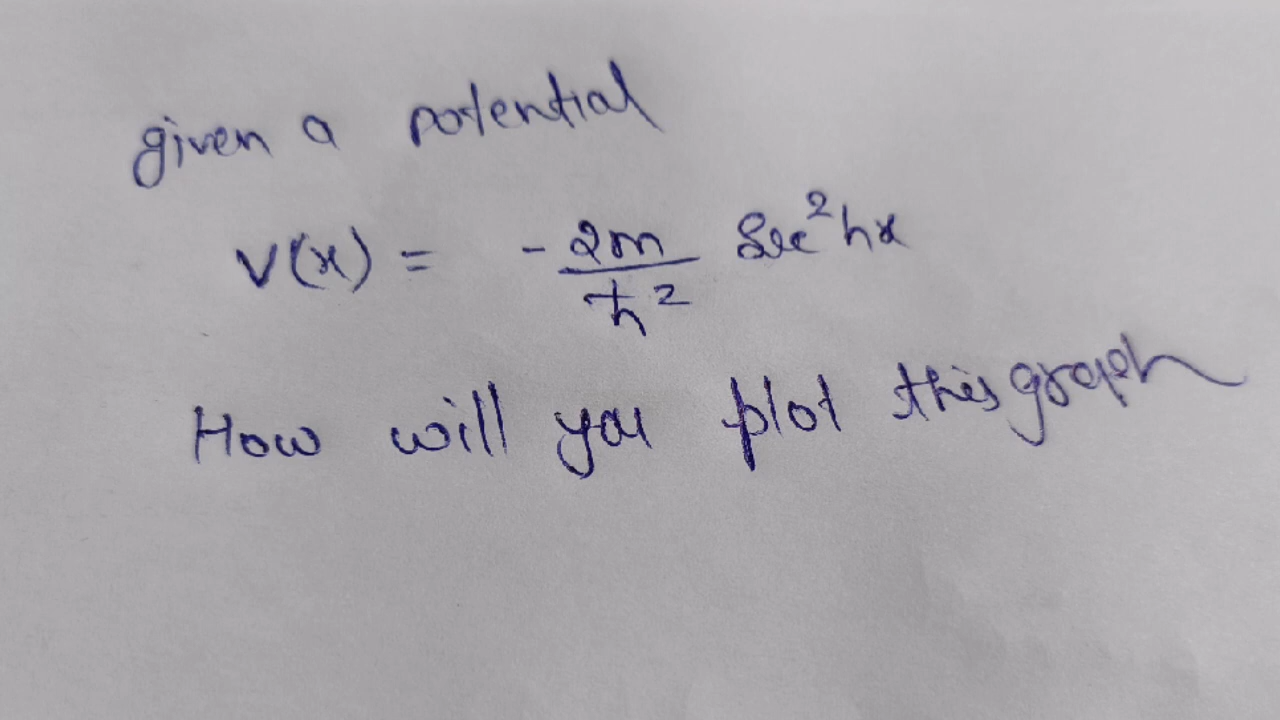 given a potential
V(x) = - 2m/ħ² Sec²hx
How will you plot this graph